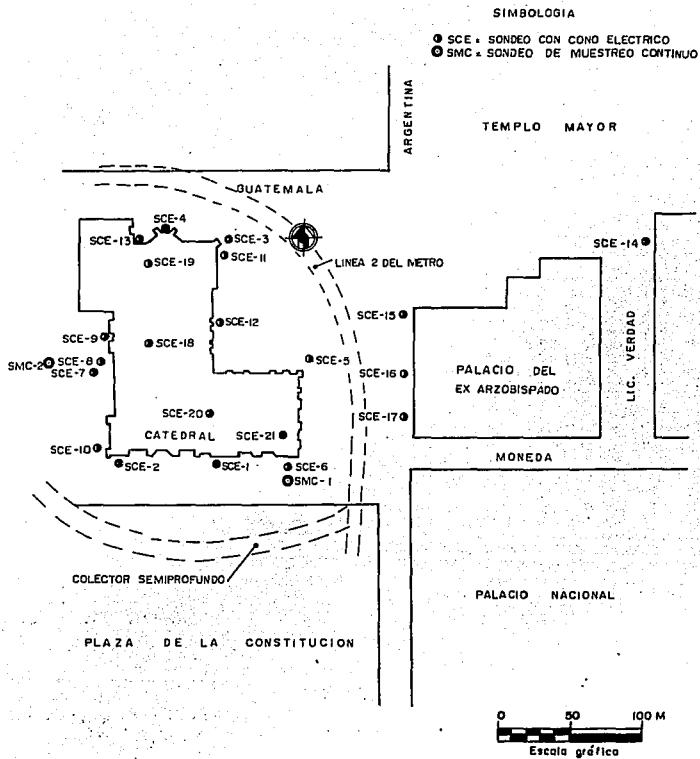 SIMBOLOGIA
SCE = SONDEO CON CONO ELECTRICO
SMC = SONDEO DE MUESTREO CONTINUO
ARGENTINA
TEMPLO MAYOR
GUATEMALA
SCE-4
SCE-13
SCE-3
SCE-14
SCE-11
SCE-19
LINEA 2 DEL METRO
SCE-15
SCE-12
SCE-9
SCE-18
SMC-2
SCE-8
SCE-5
SCE-7
SCE-16
PALACIO DEL
EX ARZOBISPADO
LIC. VERDAD
SCE-20
SCE-17
CATEDRAL
SCE-21
SCE-10
MONEDA
SCE-2
SCE-1
SCE-6
SMC-1
COLECTOR SEMIPROFUNDO
PALACIO NACIONAL
PLAZA DE LA CONSTITUCION
0 50 100 M
Escala gráfica